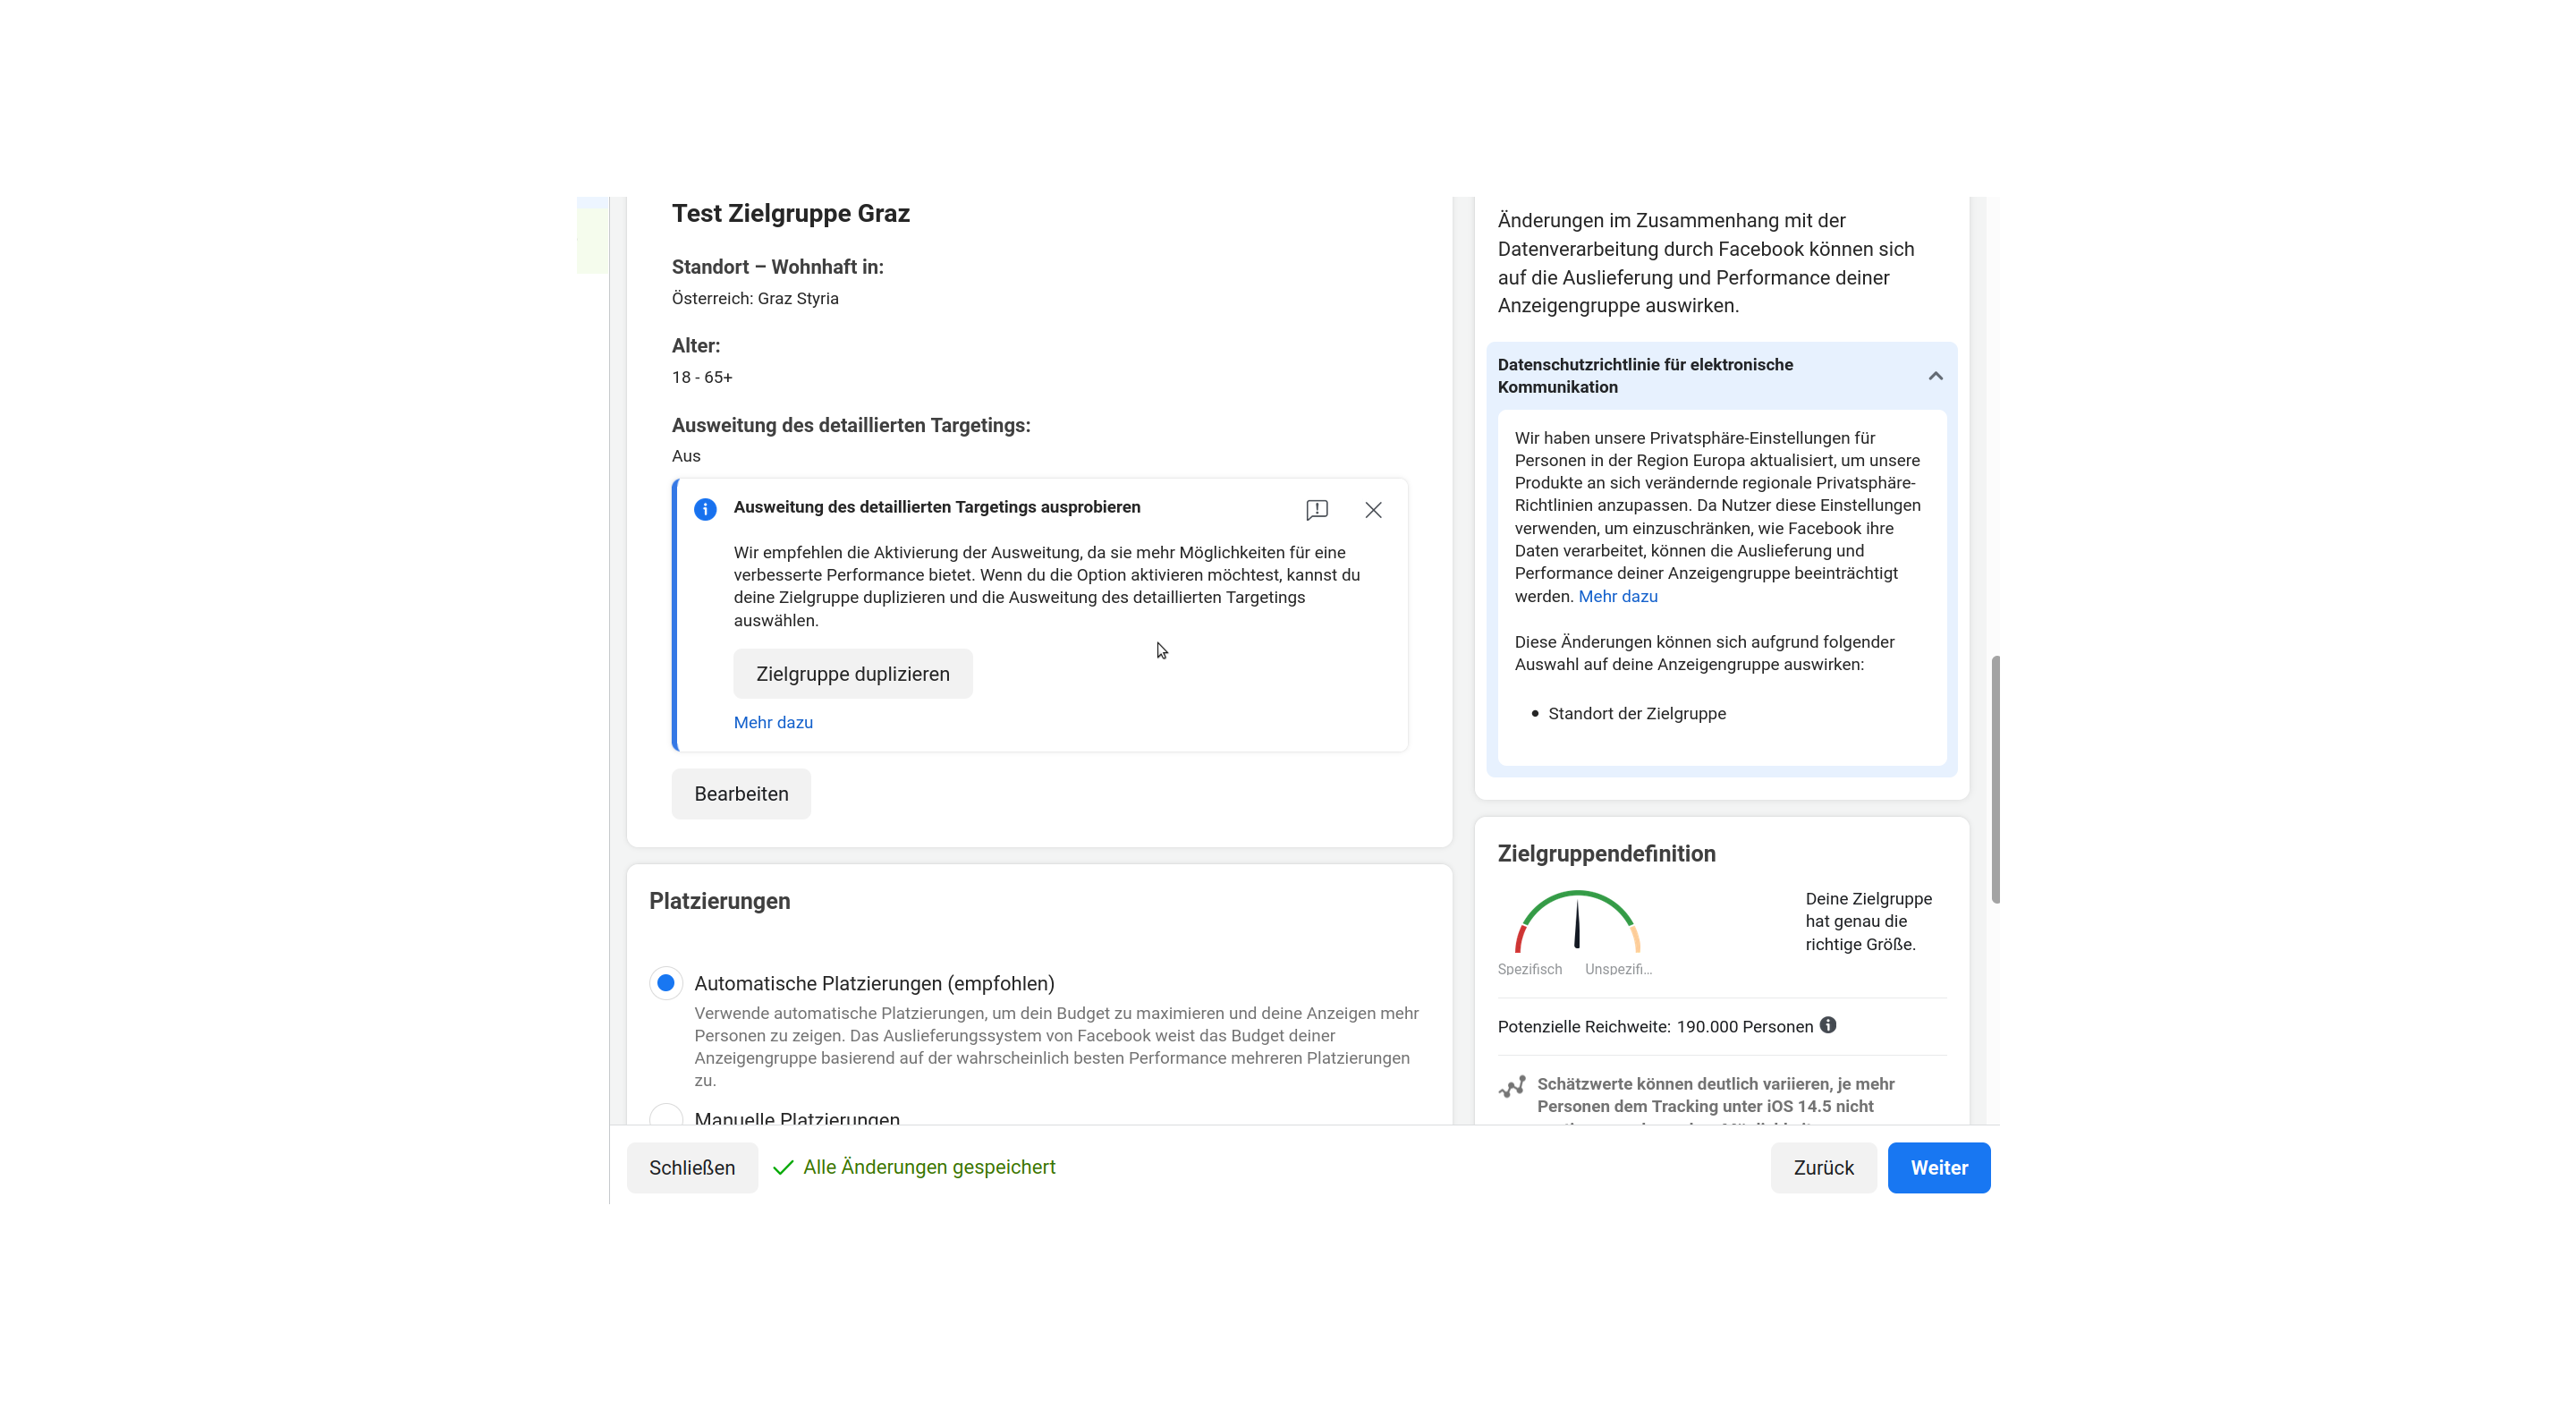 Test Zielgruppe Graz
Standort – Wohnhaft in:
Österreich: Graz Styria
Alter:
18 - 65+
Ausweitung des detaillierten Targetings:
Aus
Ausweitung des detaillierten Targetings ausprobieren
Wir empfehlen die Aktivierung der Ausweitung, da sie mehr Möglichkeiten für eine
verbesserte Performance bietet. Wenn du die Option aktivieren möchtest, kannst du
deine Zielgruppe duplizieren und die Ausweitung des detaillierten Targetings
auswählen.
Zielgruppe duplizieren
Mehr dazu
Bearbeiten
Platzierungen
Automatische Platzierungen (empfohlen)
Verwende automatische Platzierungen, um dein Budget zu maximieren und deine Anzeigen mehr
Personen zu zeigen. Das Auslieferungssystem von Facebook weist das Budget deiner
Anzeigengruppe basierend auf der wahrscheinlich besten Performance mehreren Platzierungen
zu.
Manuelle Platzierungen
Änderungen im Zusammenhang mit der
Datenverarbeitung durch Facebook können sich
auf die Auslieferung und Performance deiner
Anzeigengruppe auswirken.
Datenschutzrichtlinie für elektronische
Kommunikation
Wir haben unsere Privatsphäre-Einstellungen für
Personen in der Region Europa aktualisiert, um unsere
Produkte an sich verändernde regionale Privatsphäre-
Richtlinien anzupassen. Da Nutzer diese Einstellungen
verwenden, um einzuschränken, wie Facebook ihre
Daten verarbeitet, können die Auslieferung und
Performance deiner Anzeigengruppe beeinträchtigt
werden. Mehr dazu
Diese Änderungen können sich aufgrund folgender
Auswahl auf deine Anzeigengruppe auswirken:
• Standort der Zielgruppe
Zielgruppendefinition
Deine Zielgruppe
hat genau die
richtige Größe.
Spezifisch Unspezifi...
Potenzielle Reichweite: 190.000 Personen
Schätzwerte können deutlich variieren, je mehr
Personen dem Tracking unter iOS 14.5 nicht
Schließen
Alle Änderungen gespeichert
Zurück
Weiter